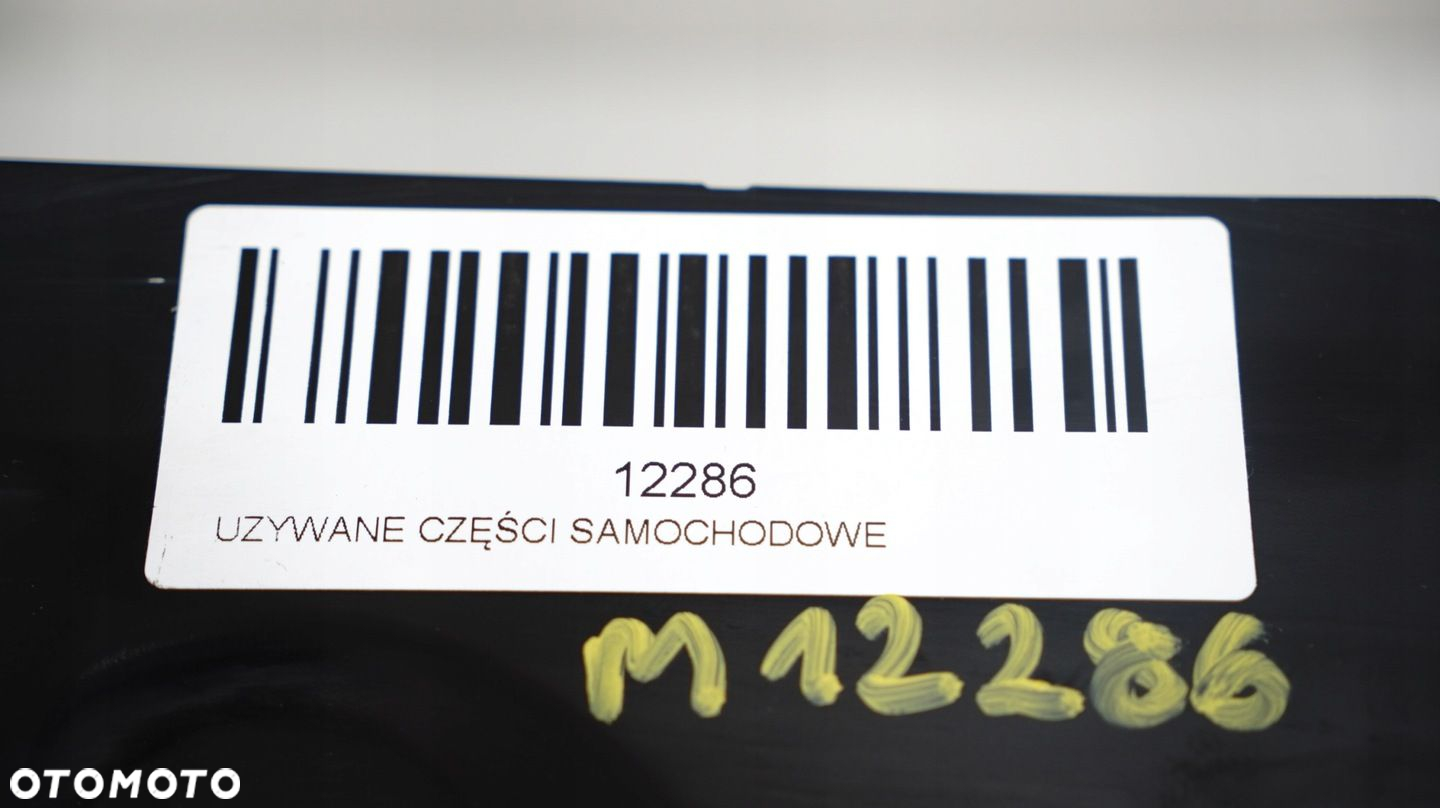 12286
UZYWANE CZĘŚCI SAMOCHODOWE
M12286
OTOMOTO